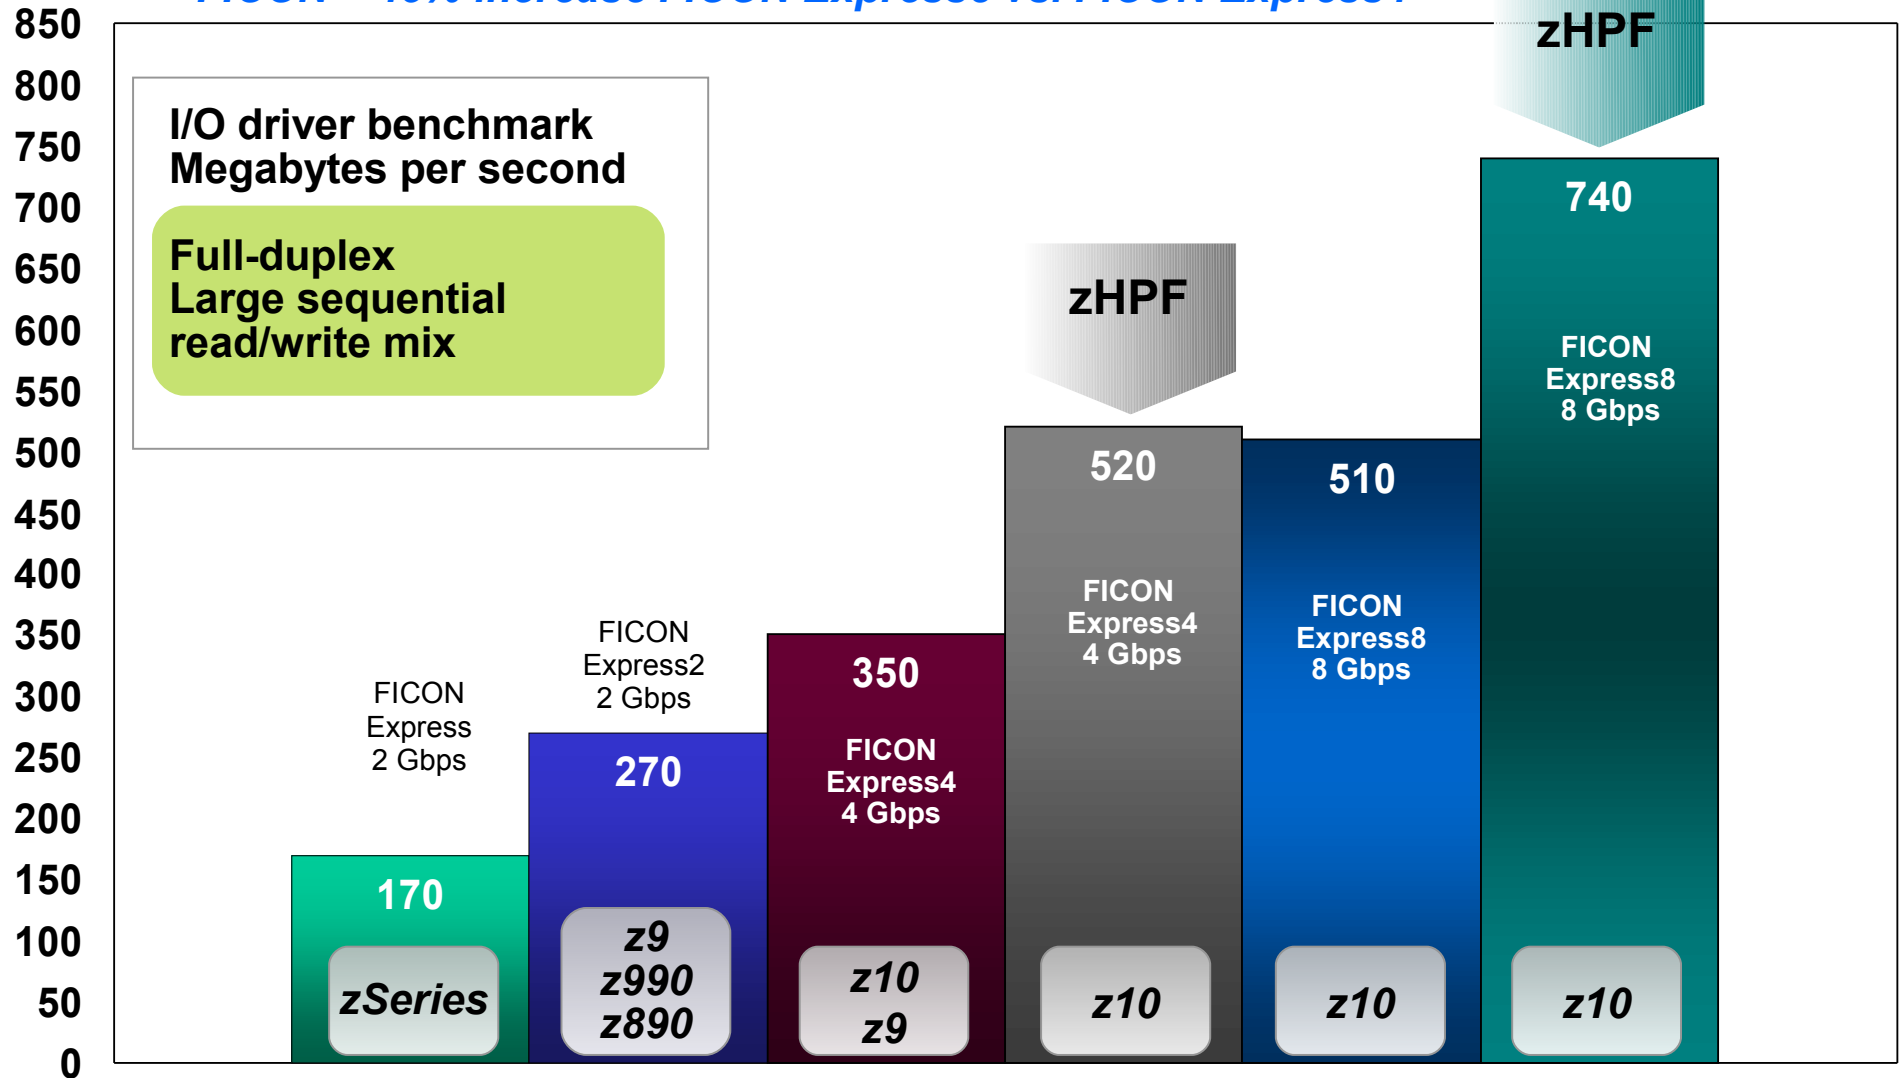 850
800
750
700
650
600
550
500
450
400
350
300
250
200
150
100
50
0
I/O driver benchmark
Megabytes per second
Full-duplex
Large sequential
read/write mix
FICON
Express
2 Gbps
170
zSeries
FICON
Express2
2 Gbps
270
z9
z990
z890
350
FICON
Express4
4 Gbps
z10
z9
zHPF
520
FICON
Express4
4 Gbps
z10
510
FICON
Express8
8 Gbps
z10
zHPF
740
FICON
Express8
8 Gbps
z10